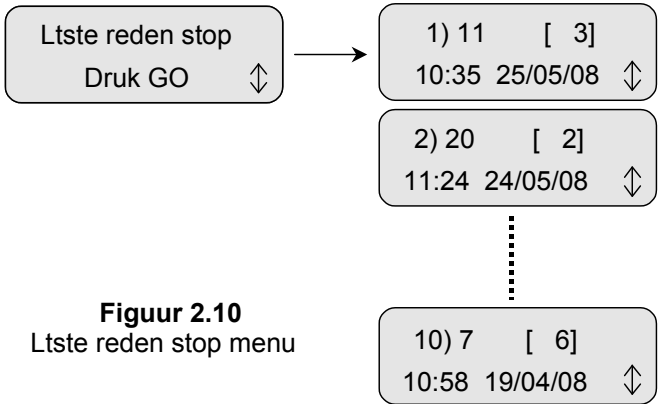 Ltste reden stop
Druk GO
1) 11 [ 3]
10:35 25/05/08
2) 20 [ 2]
11:24 24/05/08
10) 7 [ 6]
10:58 19/04/08
Figuur 2.10
Ltste reden stop menu